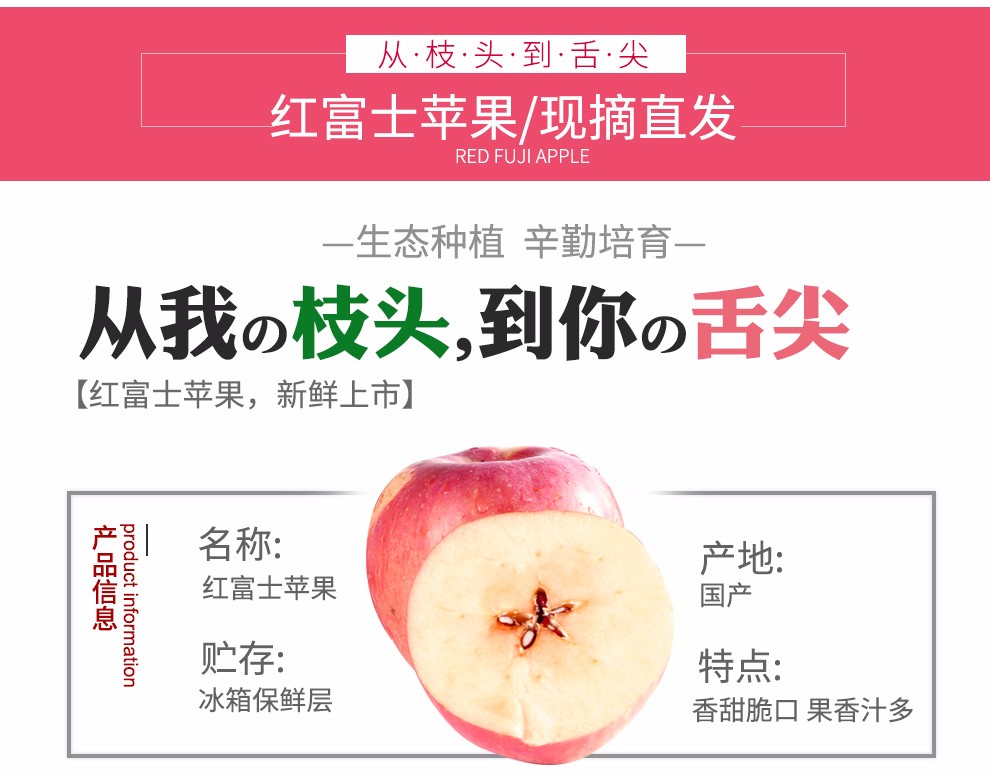 从·枝·头·到·舌·尖
红富士苹果/现摘直发
RED FUJI APPLE
—生态种植 辛勤培育—
从我の枝头,到你の舌尖
【红富士苹果，新鲜上市】
产品信息
product information
名称:
红富士苹果
贮存:
冰箱保鲜层
产地:
国产
特点:
香甜脆口 果香汁多